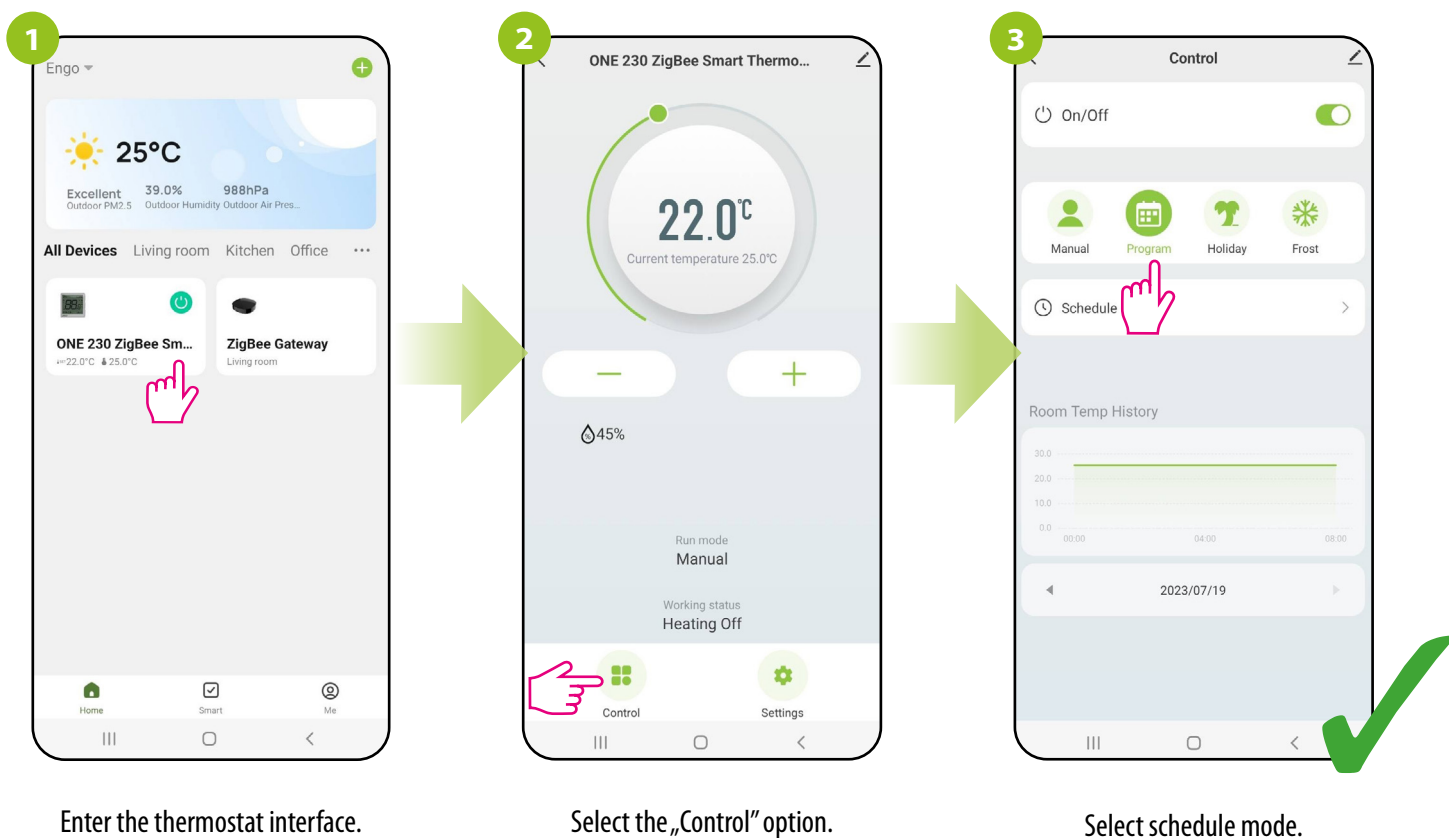 1
Engo
25°C
Excellent
Outdoor PM2.5
39.0%
Outdoor Humidity
988hPa
Outdoor Air Pres...
All Devices Living room Kitchen Office ...
ONE 230 ZigBee Sm...
22.0°C 25.0°C
ZigBee Gateway
Living room
Home Smart Me
Enter the thermostat interface.
2
ONE 230 ZigBee Smart Thermo...
22.0°C
Current temperature 25.0°C
45%
Run mode
Manual
Working status
Heating Off
Control Settings
Select the „Control” option.
3
Control
On/Off
Manual Program Holiday Frost
Schedule
Room Temp History
30.0
20.0
10.0
0.0
00:00 04:00 08:00
2023/07/19
Select schedule mode.